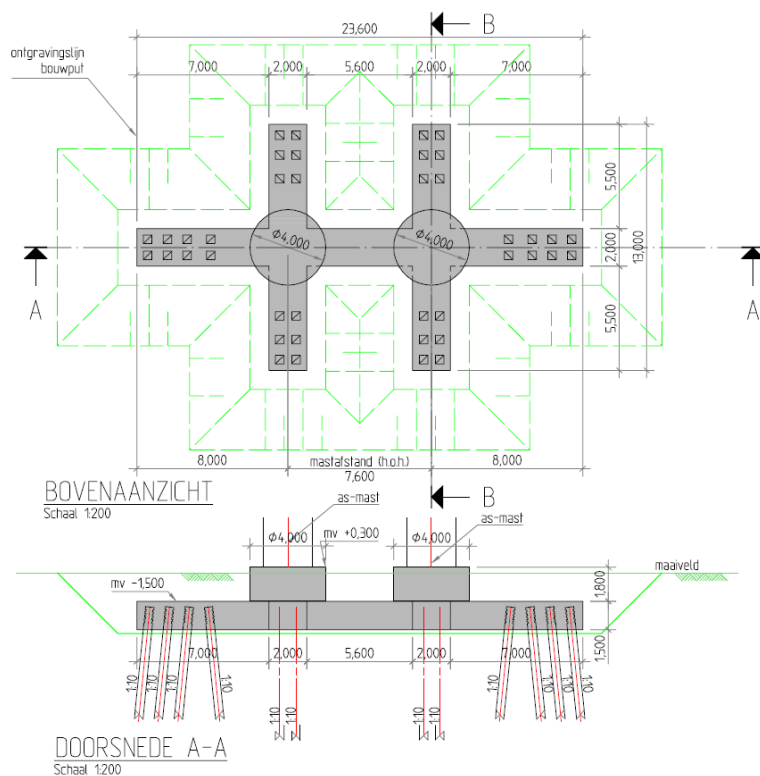 B
23,600
ontgravingslijn
bouwput
7,000
2,000
5,600
2,000
7,000
5,500
2,000
13,000
5,500
Φ4,000
Φ4,000
A
A
8,000
mastafstand (h.o.h.)
7,600
8,000
B
BOVENAANZICHT
Schaal 1:200
as-mast
as-mast
Φ4,000
mv +0,300
Φ4,000
maaiveld
mv -1,500
1,800
1,500
7,000
2,000
5,600
2,000
7,000
1:10
1:10
1:10
1:10
1:10
1:10
1:10
1:10
1:10
1:10
DOORSNEDE A-A
Schaal 1:200